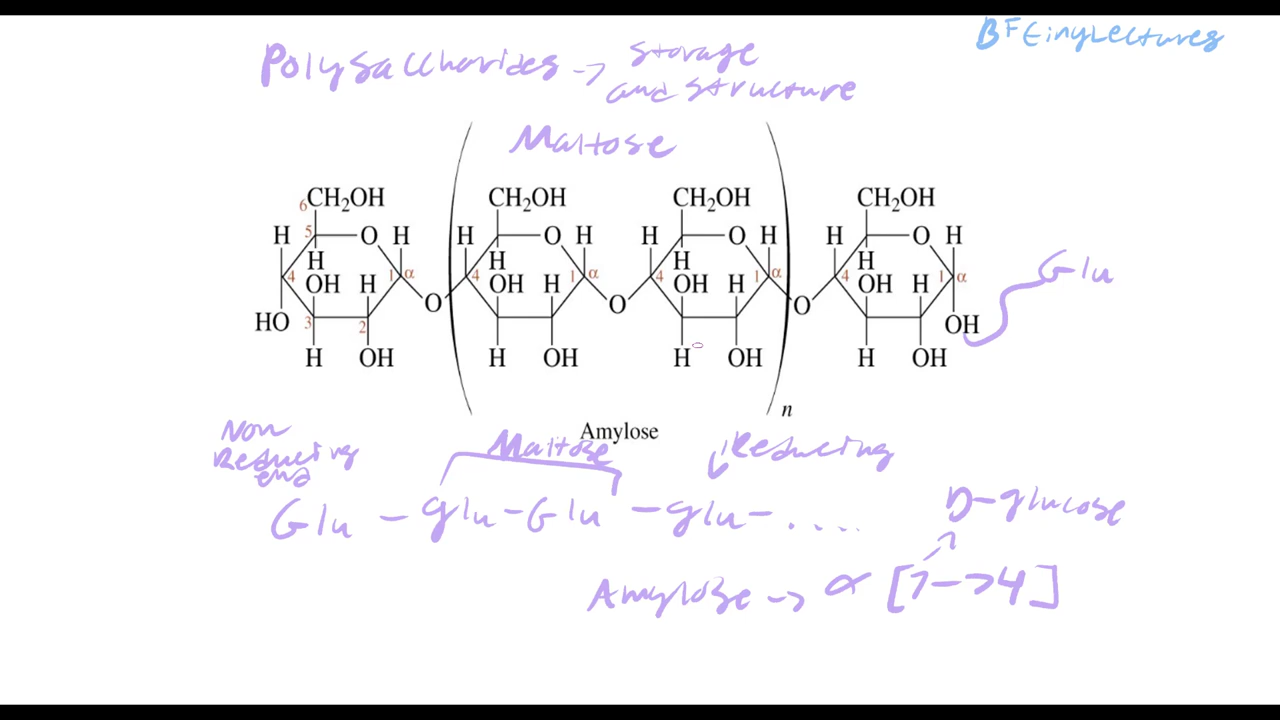 BFEinyLectures
Polysaccharides → storage
and structure
Maltose
6 CH₂OH CH₂OH CH₂OH CH₂OH
H 5 O H H O H H O H H O H
H H H H
4 OH H 1 α 4 OH H 1 α 4 OH H 1 α 4 OH H 1 α Glu
HO 3 2 O O O OH
H OH H OH H OH H OH
n
Amylose
Non
Reducing
end
Maltose
Reducing
Glu - glu - Glu - glu - ....
D-glucose
Amylose → α [1→4]